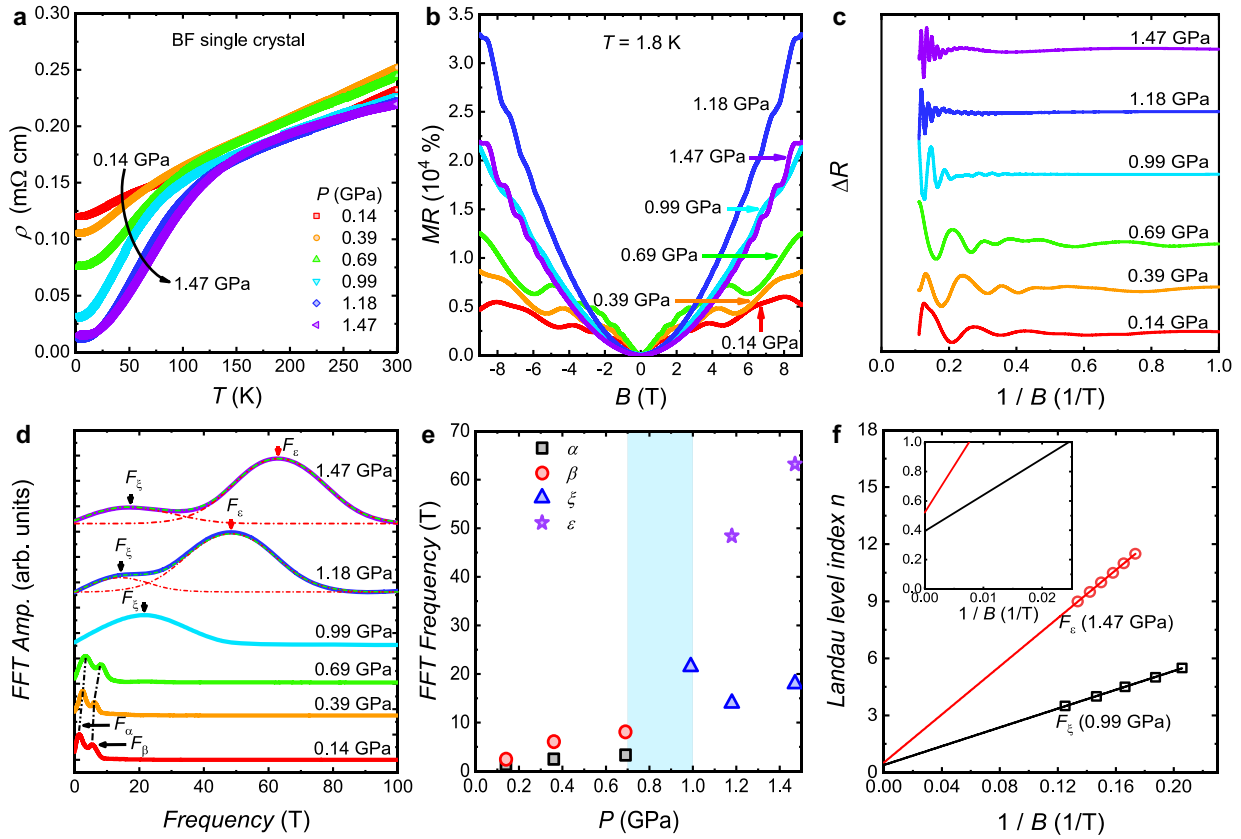 a
BF single crystal
0.30
0.25
0.20
0.15
0.10
0.05
0.00
ρ (mΩ cm)
0.14 GPa
1.47 GPa
P (GPa)
0.14
0.39
0.69
0.99
1.18
1.47
0 50 100 150 200 250 300
T (K)
b
T = 1.8 K
3.5
3.0
2.5
2.0
1.5
1.0
0.5
0.0
MR (10⁴ %)
1.18 GPa
1.47 GPa
0.99 GPa
0.69 GPa
0.39 GPa
0.14 GPa
-8 -6 -4 -2 0 2 4 6 8
B (T)
c
ΔR
1.47 GPa
1.18 GPa
0.99 GPa
0.69 GPa
0.39 GPa
0.14 GPa
0.0 0.2 0.4 0.6 0.8 1.0
1 / B (1/T)
d
FFT Amp. (arb. units)
Fε
Fξ
1.47 GPa
Fε
Fξ
1.18 GPa
Fξ
0.99 GPa
0.69 GPa
0.39 GPa
Fα
Fβ
0.14 GPa
0 20 40 60 80 100
Frequency (T)
e
70
60
50
40
30
20
10
0
FFT Frequency (T)
α
β
ξ
ε
0.0 0.2 0.4 0.6 0.8 1.0 1.2 1.4
P (GPa)
f
18
15
12
9
6
3
0
Landau level index n
1.0
0.8
0.6
0.4
0.2
0.0
0.00 0.01 0.02
1 / B (1/T)
Fε (1.47 GPa)
Fξ (0.99 GPa)
0.00 0.04 0.08 0.12 0.16 0.20
1 / B (1/T)